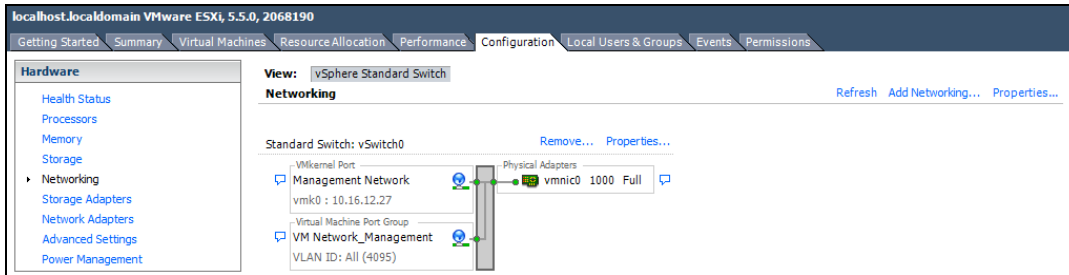 localhost.localdomain VMware ESXi, 5.5.0, 2068190
Getting Started Summary Virtual Machines Resource Allocation Performance Configuration Local Users & Groups Events Permissions
Hardware
Health Status
Processors
Memory
Storage
Networking
Storage Adapters
Network Adapters
Advanced Settings
Power Management
View: vSphere Standard Switch
Networking
Refresh Add Networking... Properties...
Standard Switch: vSwitch0 Remove... Properties...
VMkernel Port
Management Network
vmk0 : 10.16.12.27
Virtual Machine Port Group
VM Network_Management
VLAN ID: All (4095)
Physical Adapters
vmnic0 1000 Full